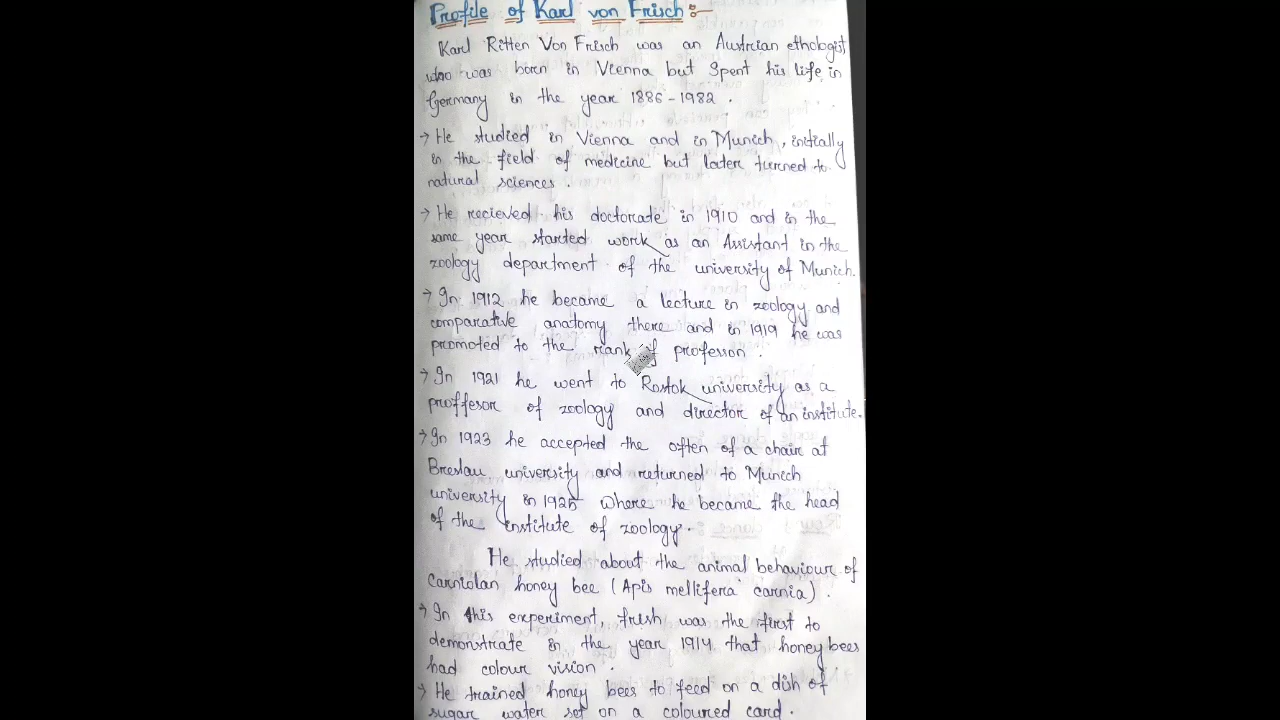 Profile of Karl von Frisch :-
Karl Ritten Von Frisch was an Austrian ethologist
who was born in Vienna but Spent his life in
Germany in the year 1886 - 1982 .
→ He studied in Vienna and in Munich, initially
in the field of medicine but later turned to
natural sciences .
→ He recieved his doctorate in 1910 and in the
same year started work as an Assistant in the
zoology department of the university of Munich.
→ In 1912 he became a lecture in zoology and
comparative anatomy there and in 1919 he was
promoted to the rank of professor .
→ In 1921 he went to Rostok university as a
proffesor of zoology and director of an institute.
→ In 1923 he accepted the often of a chair at
Breslau university and returned to Munich
university in 1925 where he became the head
of the institute of zoology .
He studied about the animal behaviour of
Carniolan honey bee (Apis mellifera carnia) .
→ In this experiment, frish was the first to
demonstrate in the year 1914 that honey bees
had colour vision .
→ He trained honey bees to feed on a dish of
sugar water set on a coloured card .